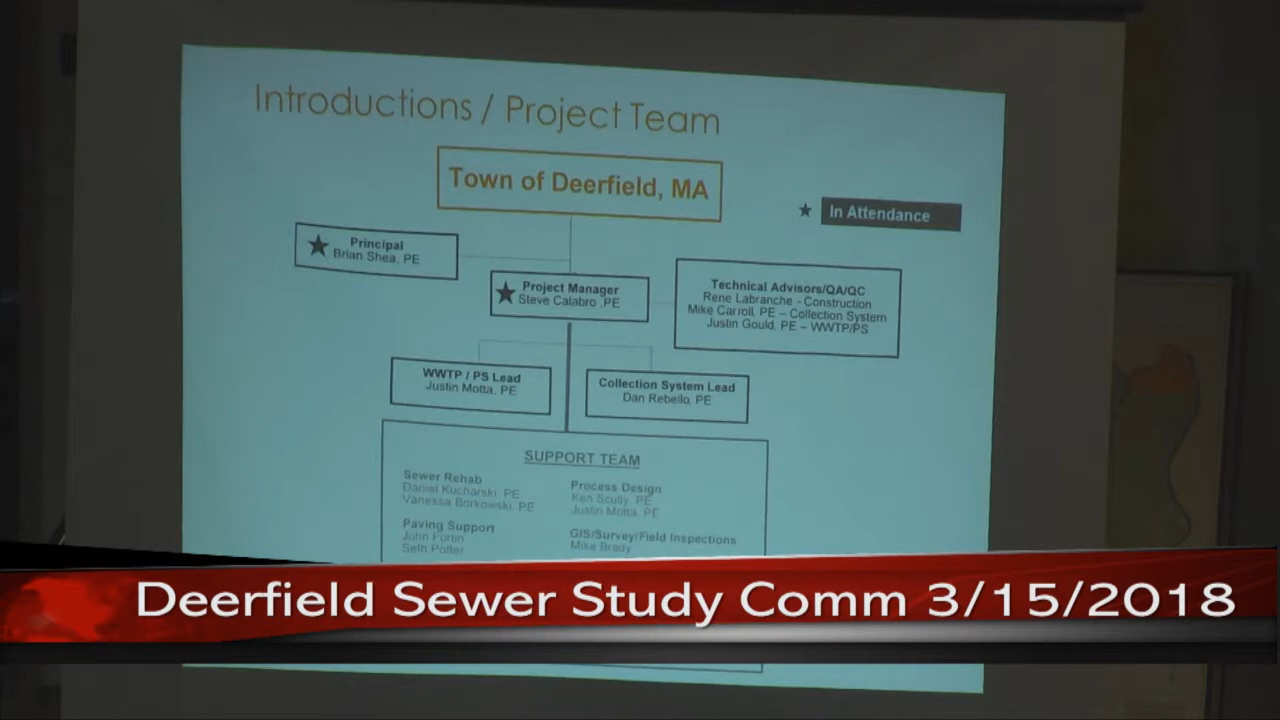 Introductions / Project Team
Town of Deerfield, MA
★ In Attendance
★ Principal
Brian Shea, PE
★ Project Manager
Steve Calabro ,PE
Technical Advisors/QA/QC
Rene Labranche - Construction
Mike Carroll, PE – Collection System
Justin Gould, PE – WWTP/PS
WWTP / PS Lead
Justin Motta, PE
Collection System Lead
Dan Rebello, PE
SUPPORT TEAM
Sewer Rehab
Daniel Kucharski, PE
Vanessa Borkowski, PE
Paving Support
John Fortin
Seth Potter
Process Design
Ken Scully, PE
Justin Motta, PE
GIS/Survey/Field Inspections
Mike Brady
Deerfield Sewer Study Comm 3/15/2018